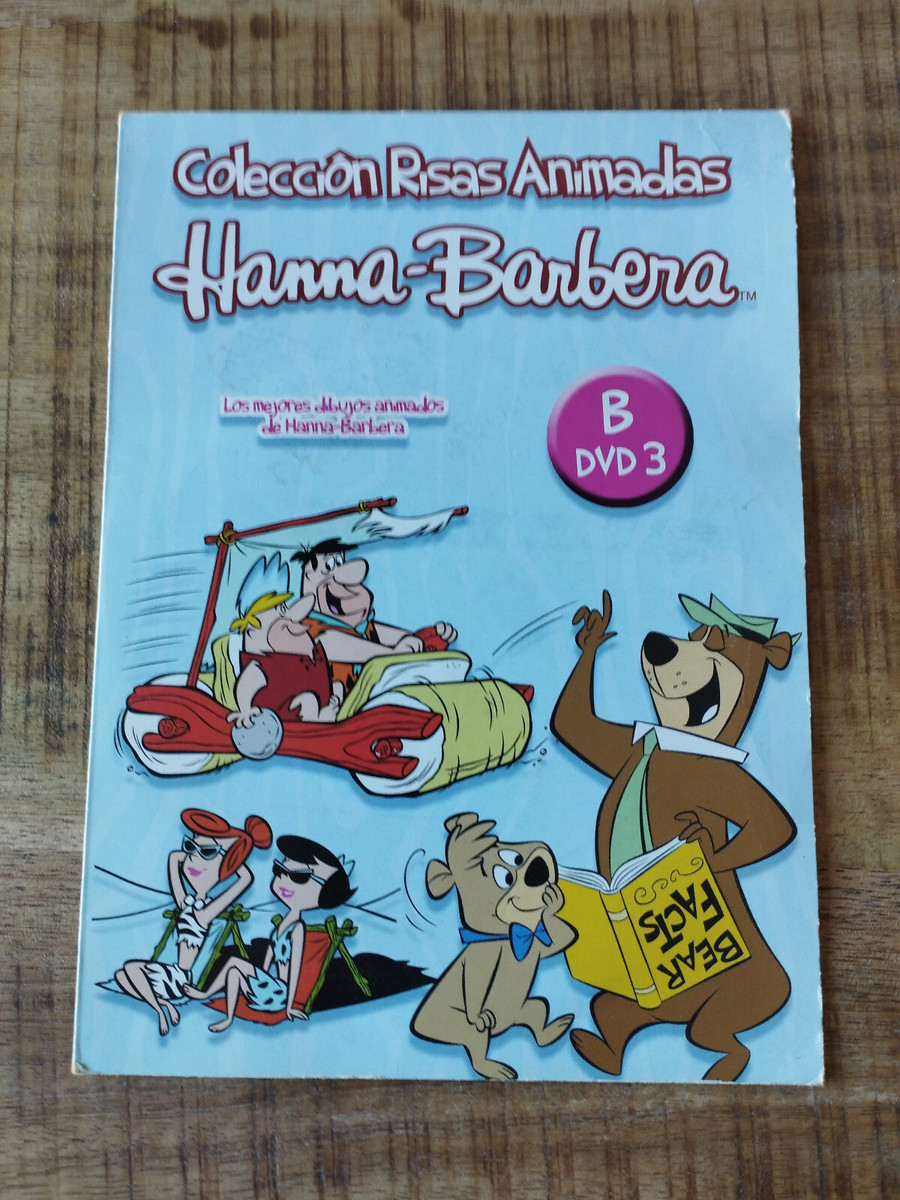 Colección Risas Animadas
Hanna-Barbera™
Los mejores dibujos animados
de Hanna-Barbera
B
DVD 3
BEAR
FACTS